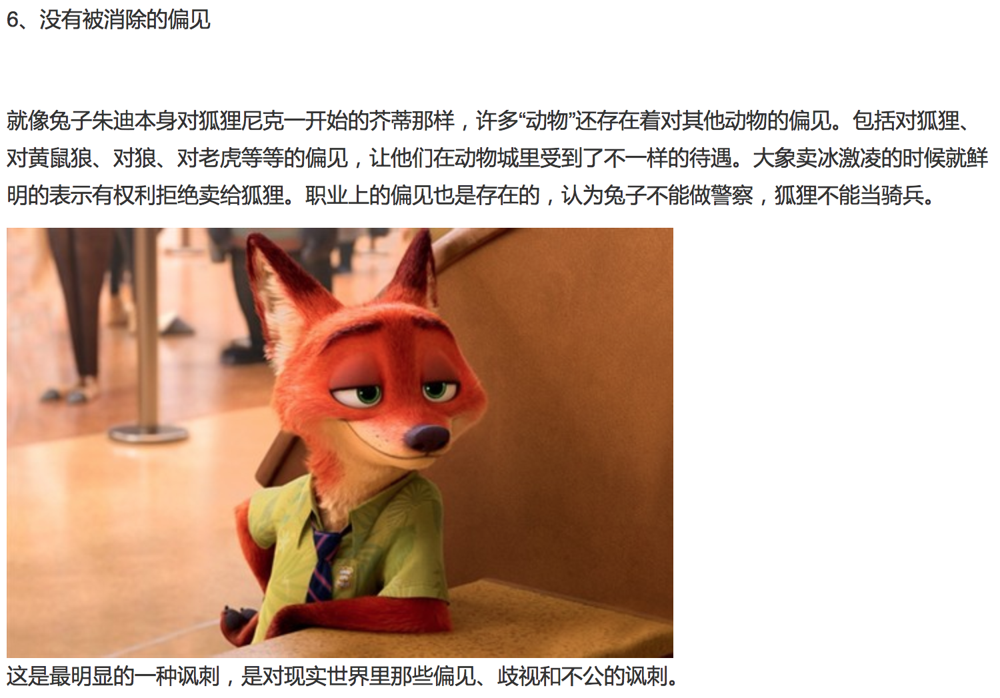 6、没有被消除的偏见
就像兔子朱迪本身对狐狸尼克一开始的芥蒂那样，许多“动物”还存在着对其他动物的偏见。包括对狐狸、
对黄鼠狼、对狼、对老虎等等的偏见，让他们在动物城里受到了不一样的待遇。大象卖冰激凌的时候就鲜
明的表示有权利拒绝卖给狐狸。职业上的偏见也是存在的，认为兔子不能做警察，狐狸不能当骑兵。
这是最明显的一种讽刺，是对现实世界里那些偏见、歧视和不公的讽刺。